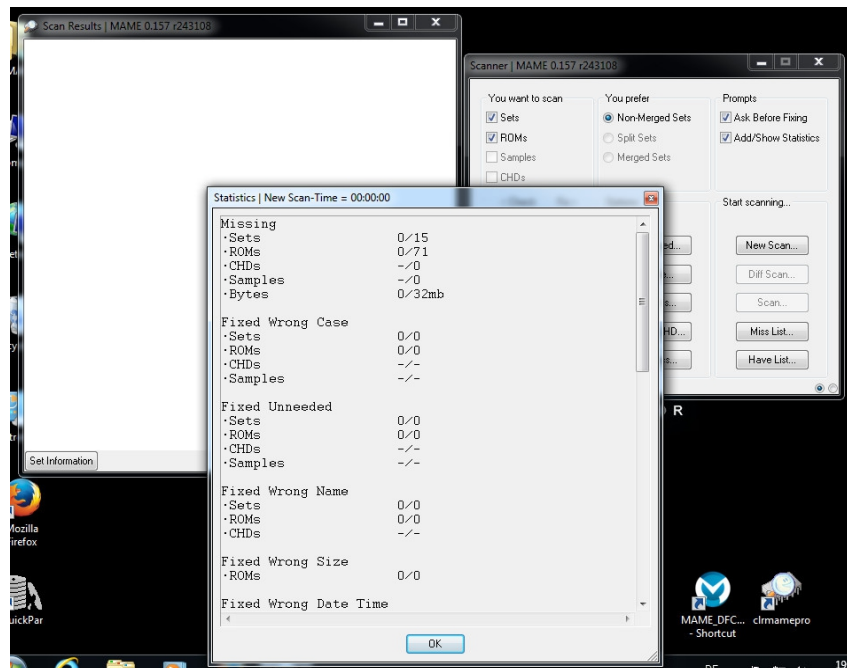 Scan Results | MAME 0.157 r243108
Set Information
Scanner | MAME 0.157 r243108
You want to scan
Sets
ROMs
Samples
CHDs
You prefer
Non-Merged Sets
Split Sets
Merged Sets
Prompts
Ask Before Fixing
Add/Show Statistics
Start scanning...
New Scan...
Diff Scan...
Scan...
Miss List...
Have List...
Statistics | New Scan-Time = 00:00:00
Missing
·Sets 0/15
·ROMs 0/71
·CHDs -/0
·Samples -/0
·Bytes 0/32mb
Fixed Wrong Case
·Sets 0/0
·ROMs 0/0
·CHDs -/-
·Samples -/-
Fixed Unneeded
·Sets 0/0
·ROMs 0/0
·CHDs -/-
·Samples -/-
Fixed Wrong Name
·Sets 0/0
·ROMs 0/0
·CHDs -/-
Fixed Wrong Size
·ROMs 0/0
Fixed Wrong Date Time
OK
R
Mozilla
Firefox
uickPar
MAME_DFC...
- Shortcut
clrmamepro
DE
19